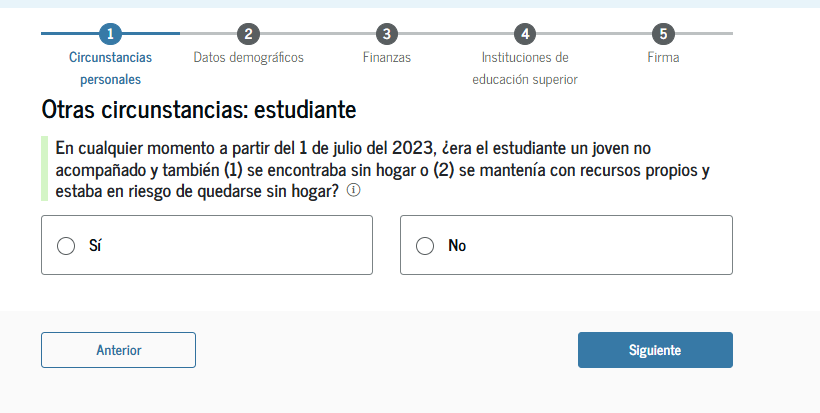 1 2 3 4 5
Circunstancias personales
Datos demográficos
Finanzas
Instituciones de educación superior
Firma
Otras circunstancias: estudiante
En cualquier momento a partir del 1 de julio del 2023, ¿era el estudiante un joven no
acompañado y también (1) se encontraba sin hogar o (2) se mantenía con recursos propios y
estaba en riesgo de quedarse sin hogar?
Sí
No
Anterior
Siguiente